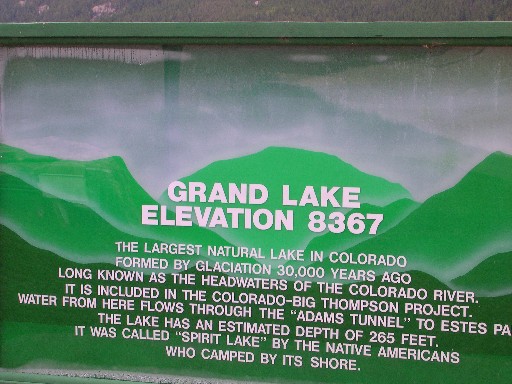 GRAND LAKE
ELEVATION 8367
THE LARGEST NATURAL LAKE IN COLORADO
FORMED BY GLACIATION 30,000 YEARS AGO
LONG KNOWN AS THE HEADWATERS OF THE COLORADO RIVER.
IT IS INCLUDED IN THE COLORADO-BIG THOMPSON PROJECT.
WATER FROM HERE FLOWS THROUGH THE "ADAMS TUNNEL" TO ESTES PA
THE LAKE HAS AN ESTIMATED DEPTH OF 265 FEET.
IT WAS CALLED "SPIRIT LAKE" BY THE NATIVE AMERICANS
WHO CAMPED BY ITS SHORE.